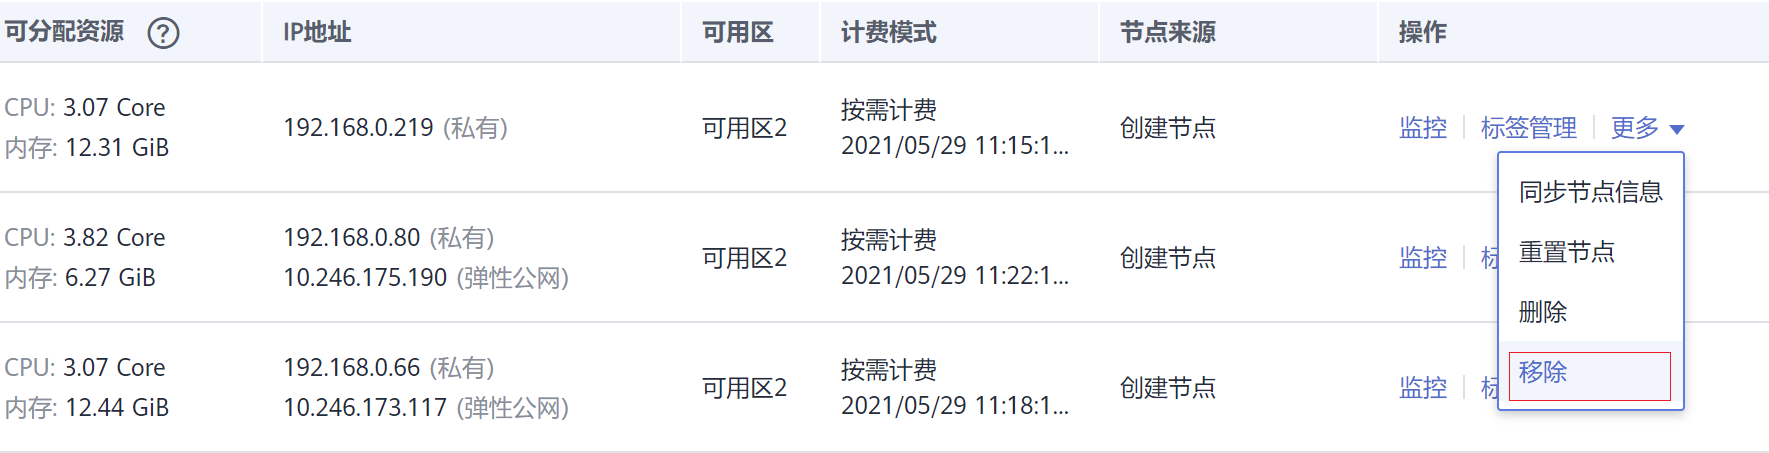 可分配资源 ? IP地址 可用区 计费模式 节点来源 操作
CPU: 3.07 Core
内存: 12.31 GiB
192.168.0.219 (私有)
可用区2
按需计费
2021/05/29 11:15:1...
创建节点
监控 标签管理 更多
同步节点信息
重置节点
删除
移除
CPU: 3.82 Core
内存: 6.27 GiB
192.168.0.80 (私有)
10.246.175.190 (弹性公网)
可用区2
按需计费
2021/05/29 11:22:1...
创建节点
监控 标
CPU: 3.07 Core
内存: 12.44 GiB
192.168.0.66 (私有)
10.246.173.117 (弹性公网)
可用区2
按需计费
2021/05/29 11:18:1...
创建节点
监控 标